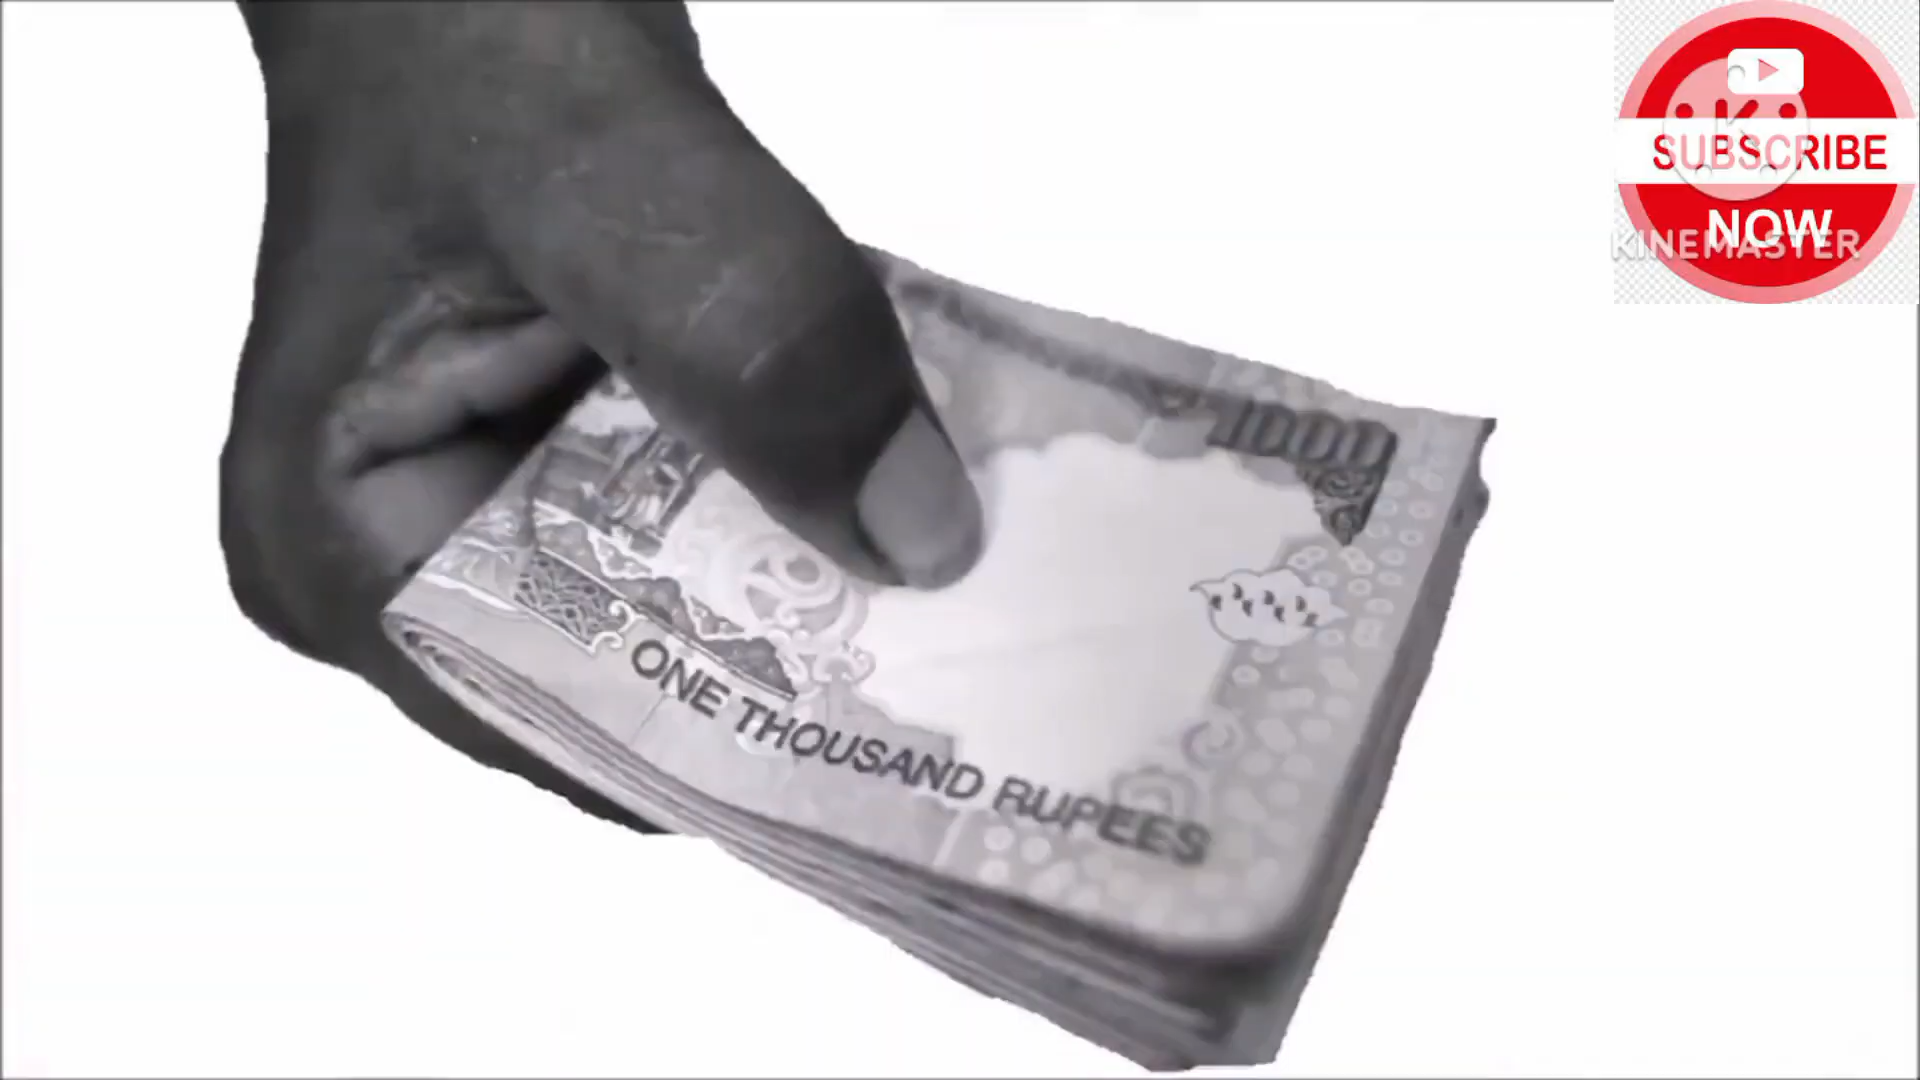 SUBSCRIBE
NOW
KINEMASTER
1000
ONE THOUSAND RUPEES